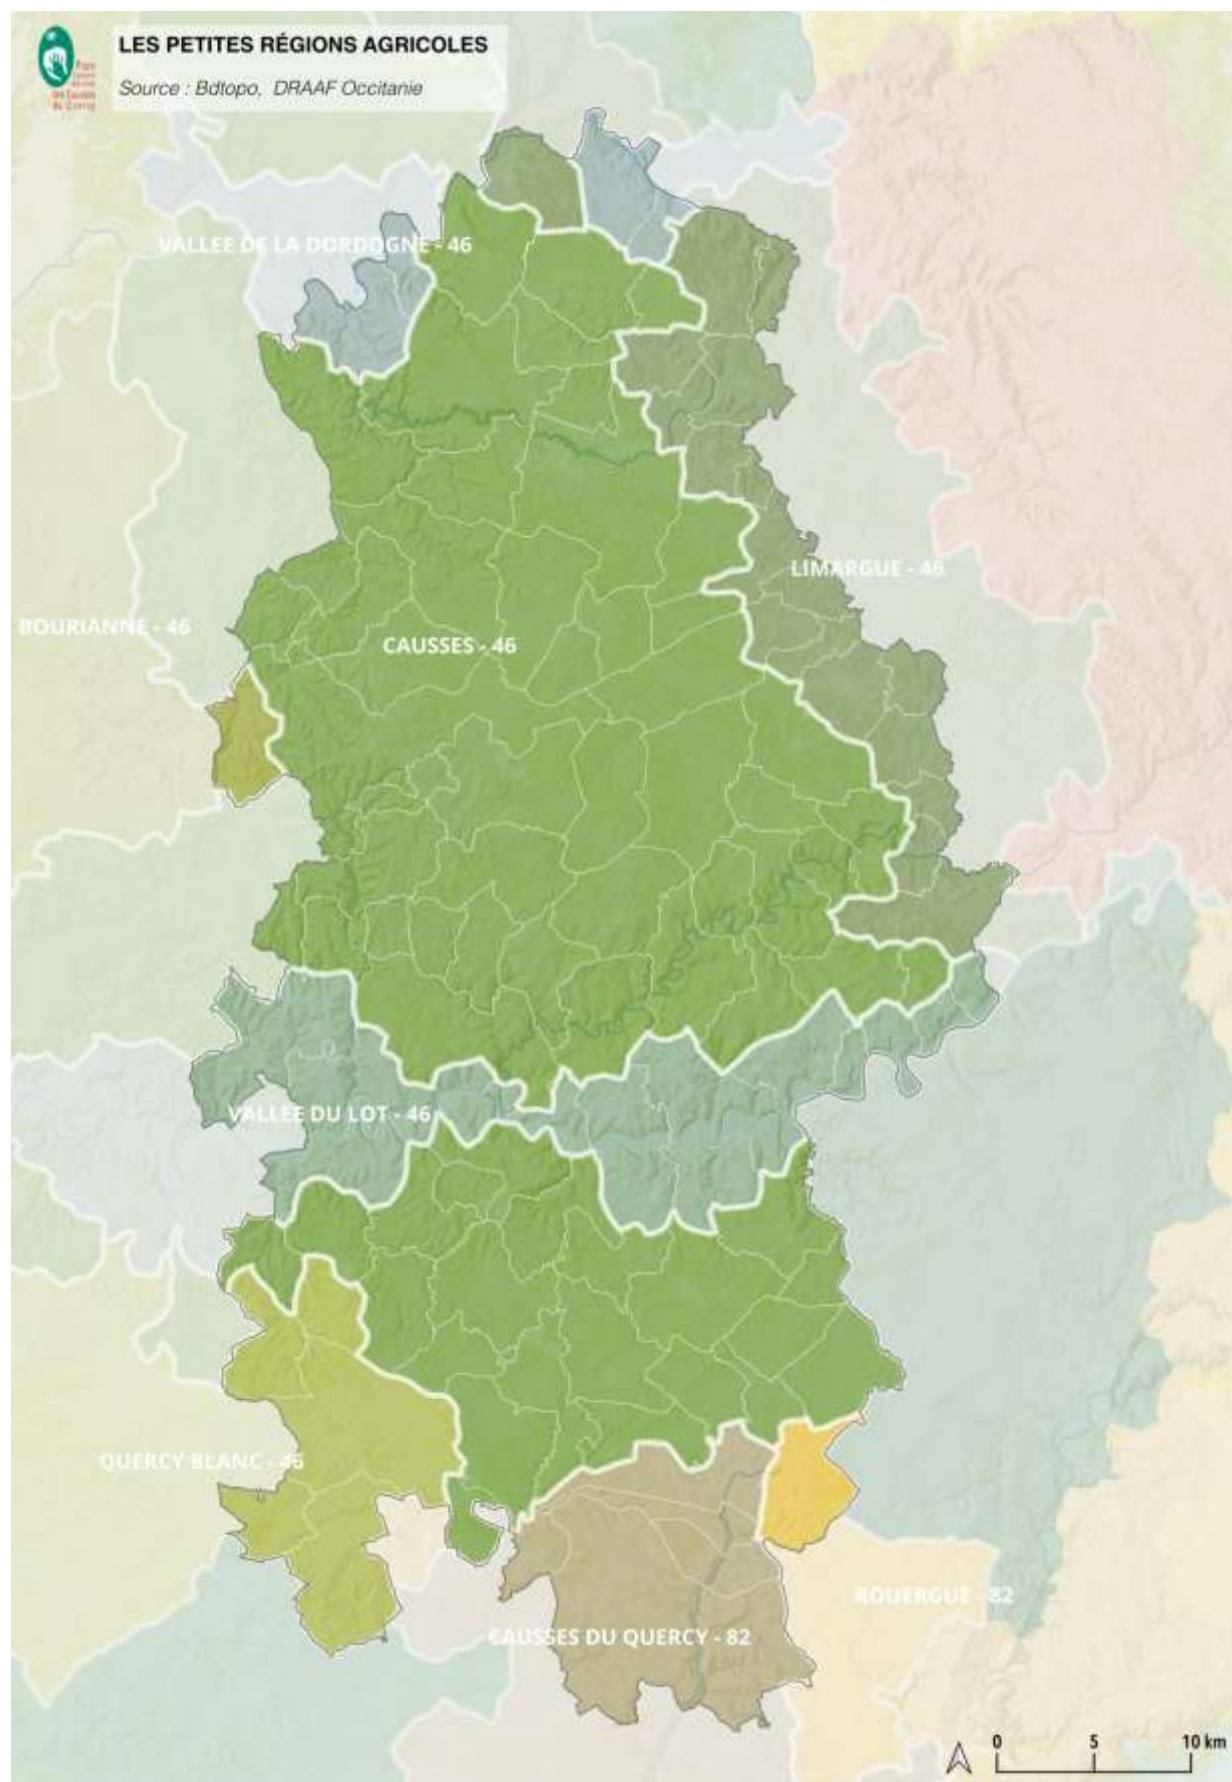 LES PETITES RÉGIONS AGRICOLES
Source : Bdtopo, DRAAF Occitanie
VALLEE DE LA DORDOGNE - 46
LIMARGUE - 46
BOURIANNE - 46
CAUSSES - 46
VALLEE DU LOT - 46
QUERCY BLANC - 46
ROUERGUE - 82
CAUSSES DU QUERCY - 82
0 5 10 km